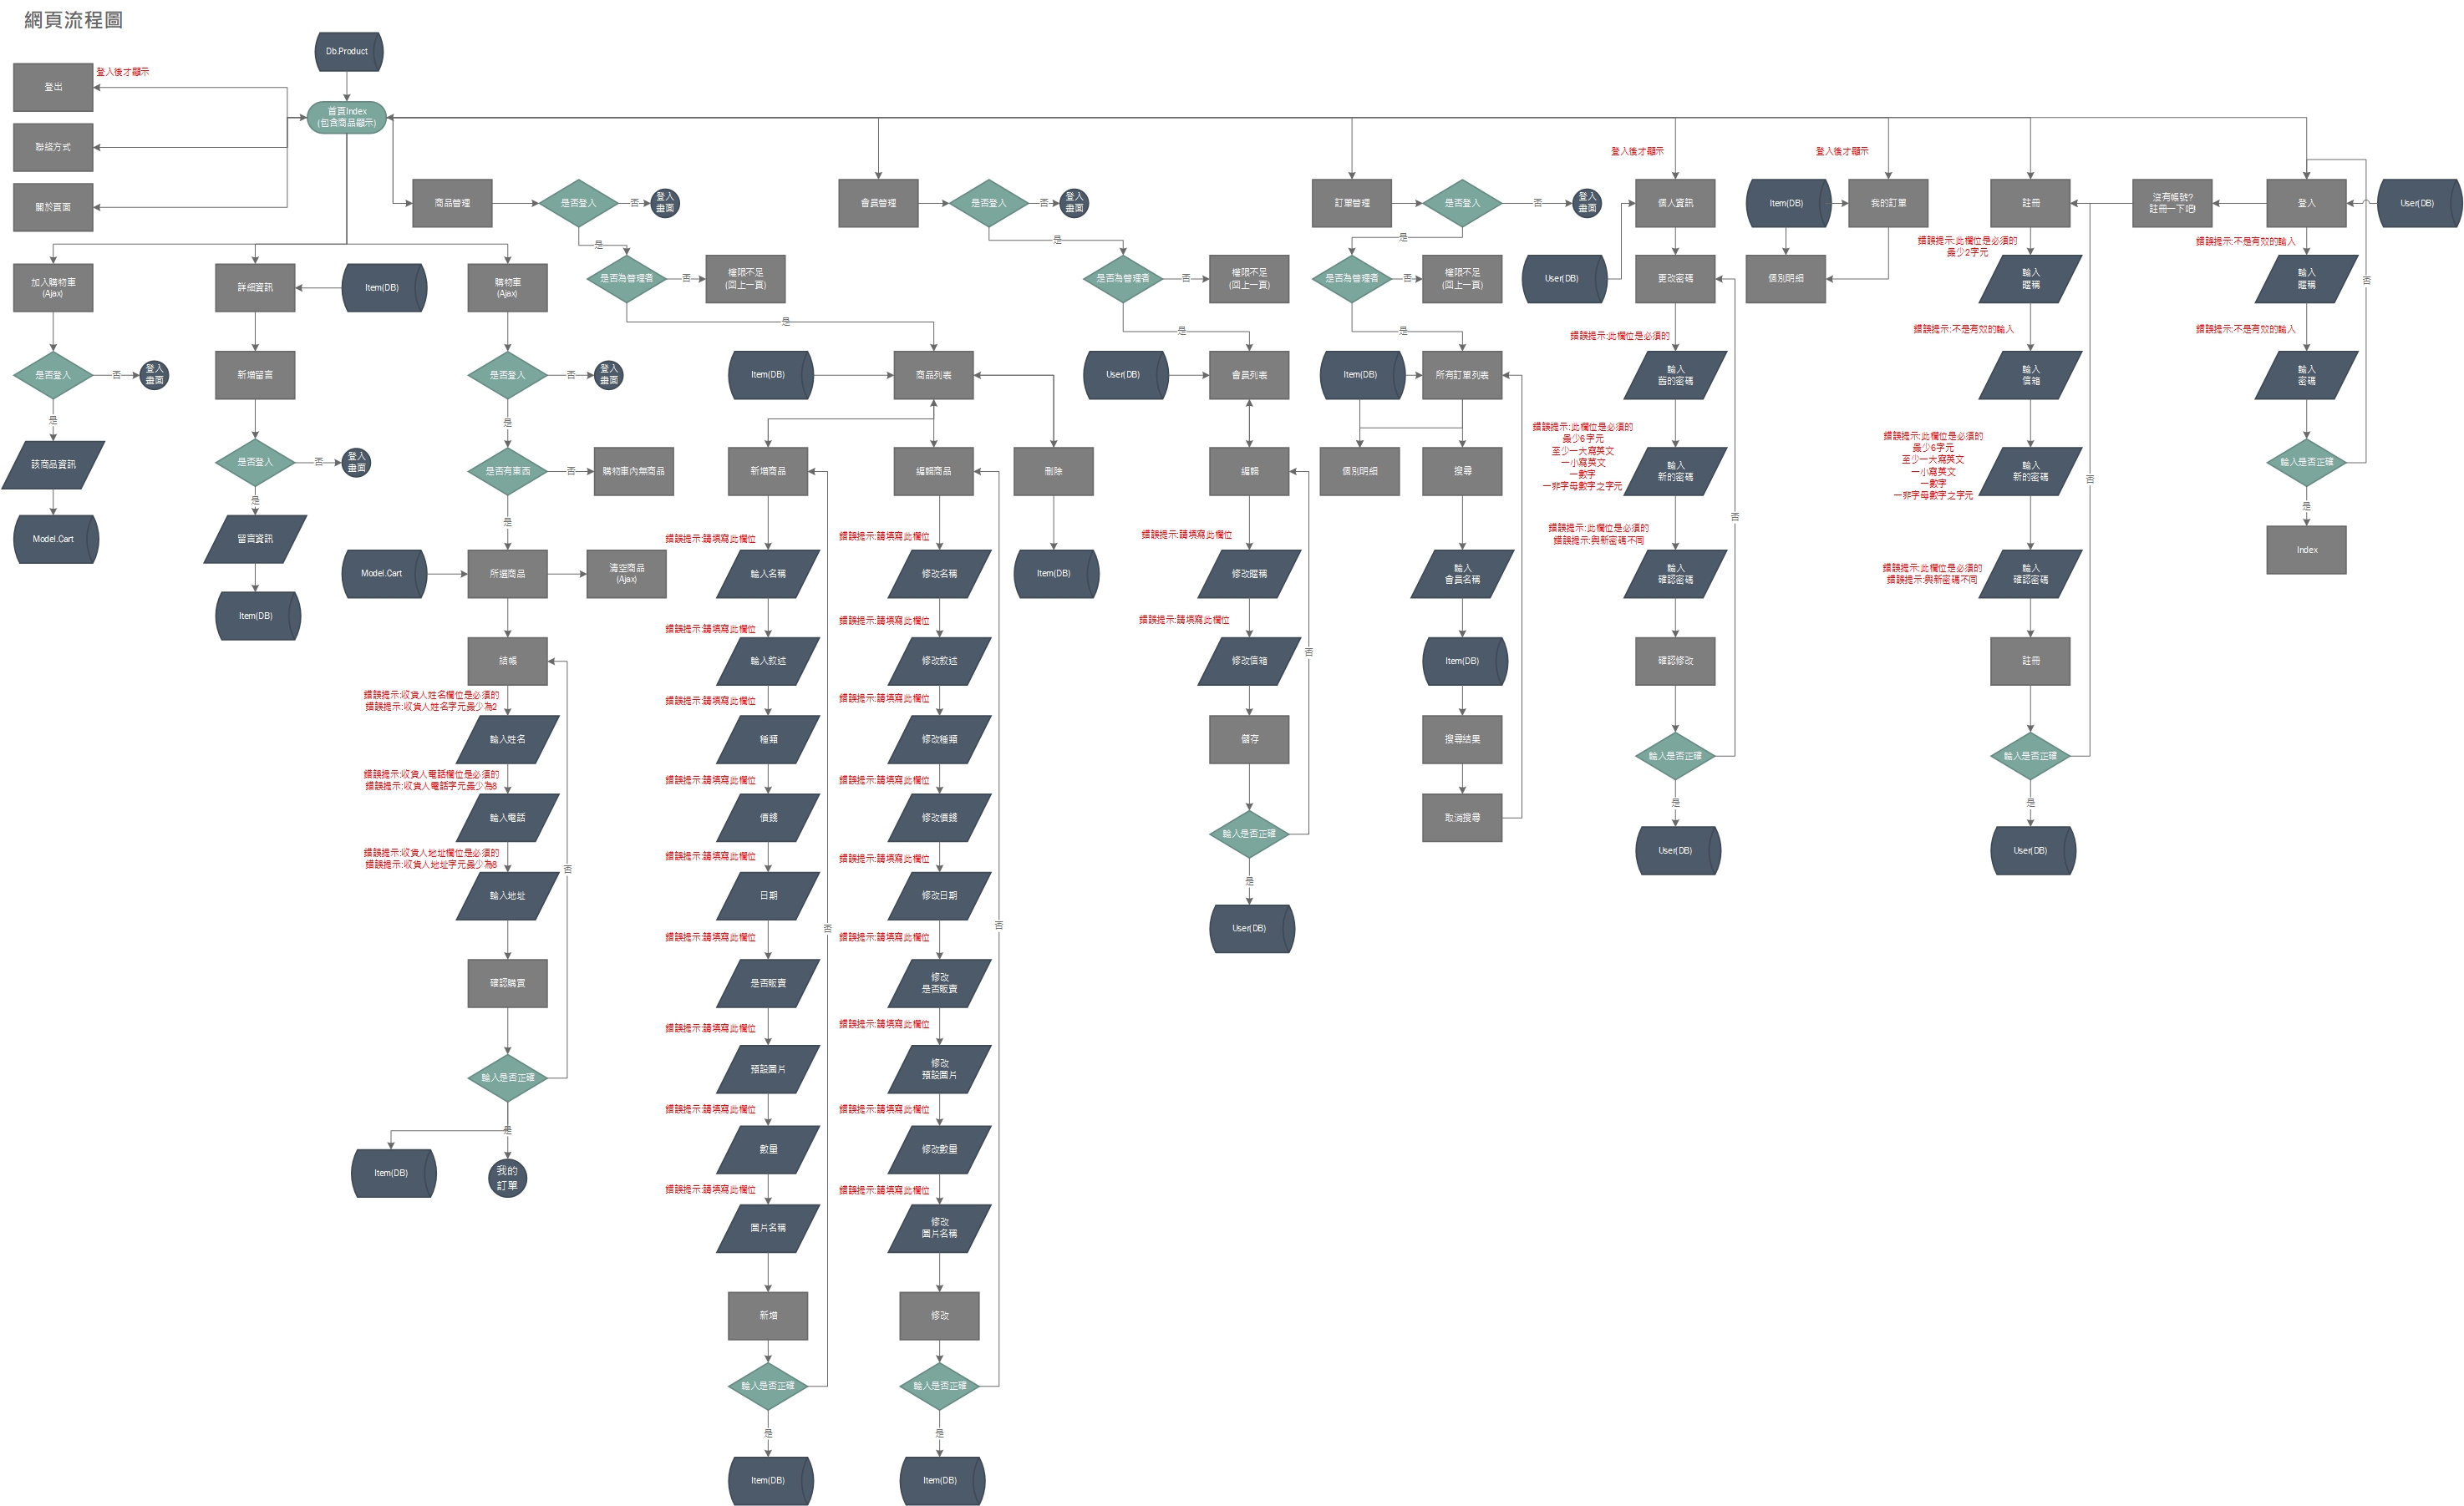 網頁流程圖
Db.Product
登出
登入後才顯示
首頁Index
(包含商品顯示)
聯絡方式
關於頁面
登入後才顯示
登入後才顯示
商品管理
是否登入
否
登入
畫面
會員管理
是否登入
否
登入
畫面
訂單管理
是否登入
否
登入
畫面
個人資訊
Item(DB)
我的訂單
註冊
沒有帳號?
註冊一下吧!
登入
User(DB)
是
是
是
錯誤提示:此欄位是必須的
最少2字元
錯誤提示:不是有效的輸入
加入購物車
(Ajax)
詳細資訊
Item(DB)
購物車
(Ajax)
是否為管理者
否
權限不足
(回上一頁)
是否為管理者
否
權限不足
(回上一頁)
是否為管理者
否
權限不足
(回上一頁)
User(DB)
更改密碼
個別明細
輸入
暱稱
輸入
暱稱
否
是
是
是
錯誤提示:此欄位是必須的
錯誤提示:不是有效的輸入
錯誤提示:不是有效的輸入
是否登入
否
登入
畫面
新增留言
是否登入
否
登入
畫面
Item(DB)
商品列表
User(DB)
會員列表
Item(DB)
所有訂單列表
輸入
舊的密碼
輸入
信箱
輸入
密碼
是
是
錯誤提示:此欄位是必須的
最少6字元
至少一大寫英文
一小寫英文
一數字
一非字母數字之字元
錯誤提示:此欄位是必須的
最少6字元
至少一大寫英文
一小寫英文
一數字
一非字母數字之字元
該商品資訊
是否登入
否
登入
畫面
是否有東西
否
購物車內無商品
新增商品
編輯商品
刪除
編輯
個別明細
搜尋
輸入
新的密碼
輸入
新的密碼
否
輸入是否正確
是
是
否
是
Model.Cart
留言資訊
錯誤提示:請填寫此欄位
錯誤提示:請填寫此欄位
錯誤提示:請填寫此欄位
錯誤提示:此欄位是必須的
錯誤提示:與新密碼不同
Index
Model.Cart
所選商品
清空商品
(Ajax)
輸入名稱
修改名稱
Item(DB)
修改暱稱
輸入
會員名稱
輸入
確認密碼
錯誤提示:此欄位是必須的
錯誤提示:與新密碼不同
輸入
確認密碼
Item(DB)
錯誤提示:請填寫此欄位
錯誤提示:請填寫此欄位
錯誤提示:請填寫此欄位
結帳
輸入敘述
修改敘述
修改信箱
否
Item(DB)
確認修改
註冊
錯誤提示:收貨人姓名欄位是必須的
錯誤提示:收貨人姓名字元最少為2
錯誤提示:請填寫此欄位
錯誤提示:請填寫此欄位
輸入姓名
種類
修改種類
儲存
搜尋結果
輸入是否正確
輸入是否正確
錯誤提示:收貨人電話欄位是必須的
錯誤提示:收貨人電話字元最少為8
錯誤提示:請填寫此欄位
錯誤提示:請填寫此欄位
是
是
輸入電話
價錢
修改價錢
輸入是否正確
取消搜尋
User(DB)
User(DB)
錯誤提示:收貨人地址欄位是必須的
錯誤提示:收貨人地址字元最少為8
否
錯誤提示:請填寫此欄位
錯誤提示:請填寫此欄位
是
輸入地址
日期
修改日期
User(DB)
否
否
錯誤提示:請填寫此欄位
錯誤提示:請填寫此欄位
確認購買
是否販賣
修改
是否販賣
錯誤提示:請填寫此欄位
錯誤提示:請填寫此欄位
輸入是否正確
預設圖片
修改
預設圖片
錯誤提示:請填寫此欄位
錯誤提示:請填寫此欄位
是
數量
修改數量
Item(DB)
我的
訂單
錯誤提示:請填寫此欄位
錯誤提示:請填寫此欄位
圖片名稱
修改
圖片名稱
新增
修改
輸入是否正確
輸入是否正確
是
是
Item(DB)
Item(DB)